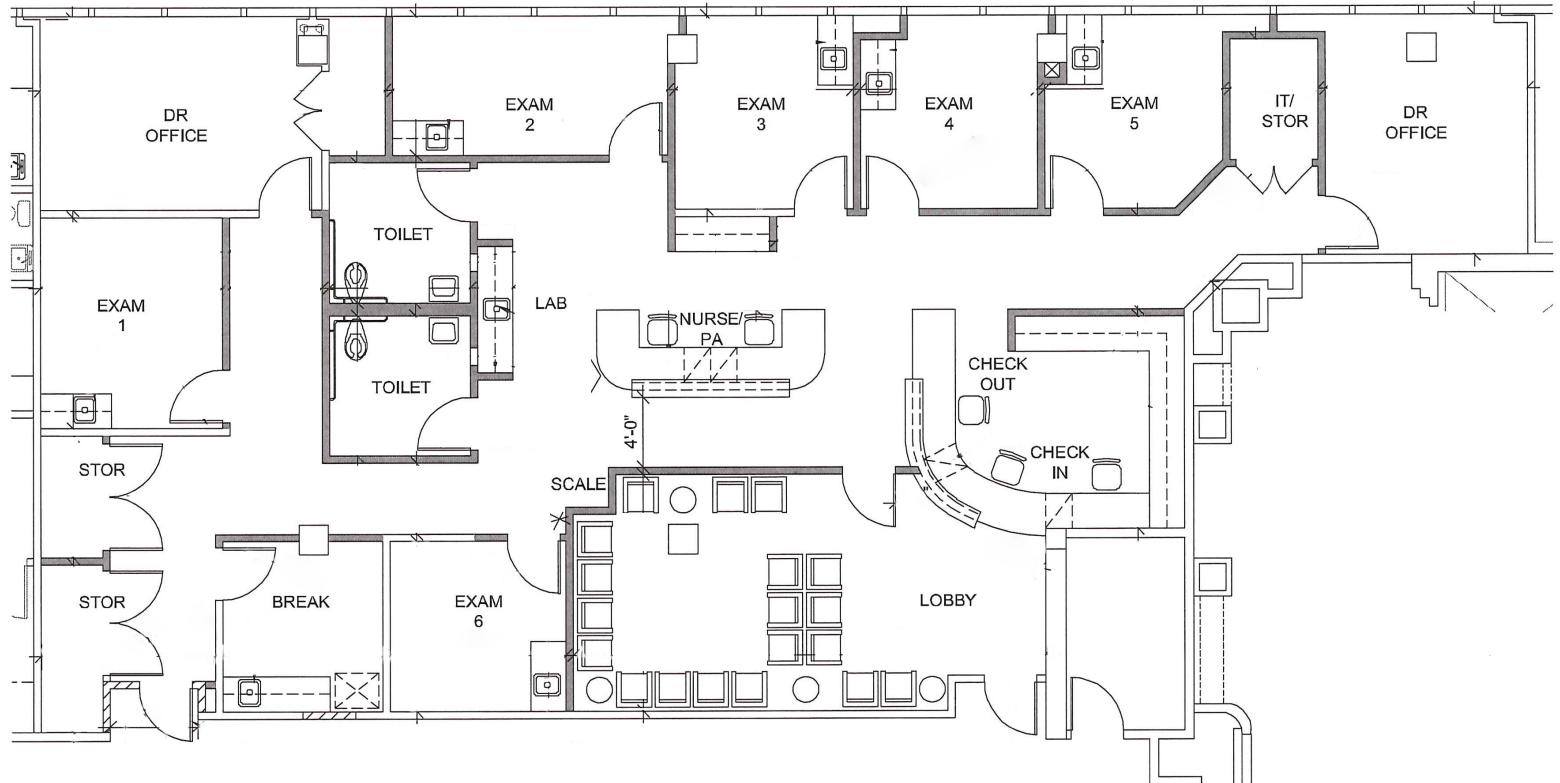 DR
OFFICE
EXAM
2
EXAM
3
EXAM
4
EXAM
5
IT/
STOR
DR
OFFICE
TOILET
EXAM
1
LAB
NURSE/
PA
TOILET
CHECK
OUT
4'-0"
CHECK
IN
STOR
SCALE
STOR
BREAK
EXAM
6
LOBBY